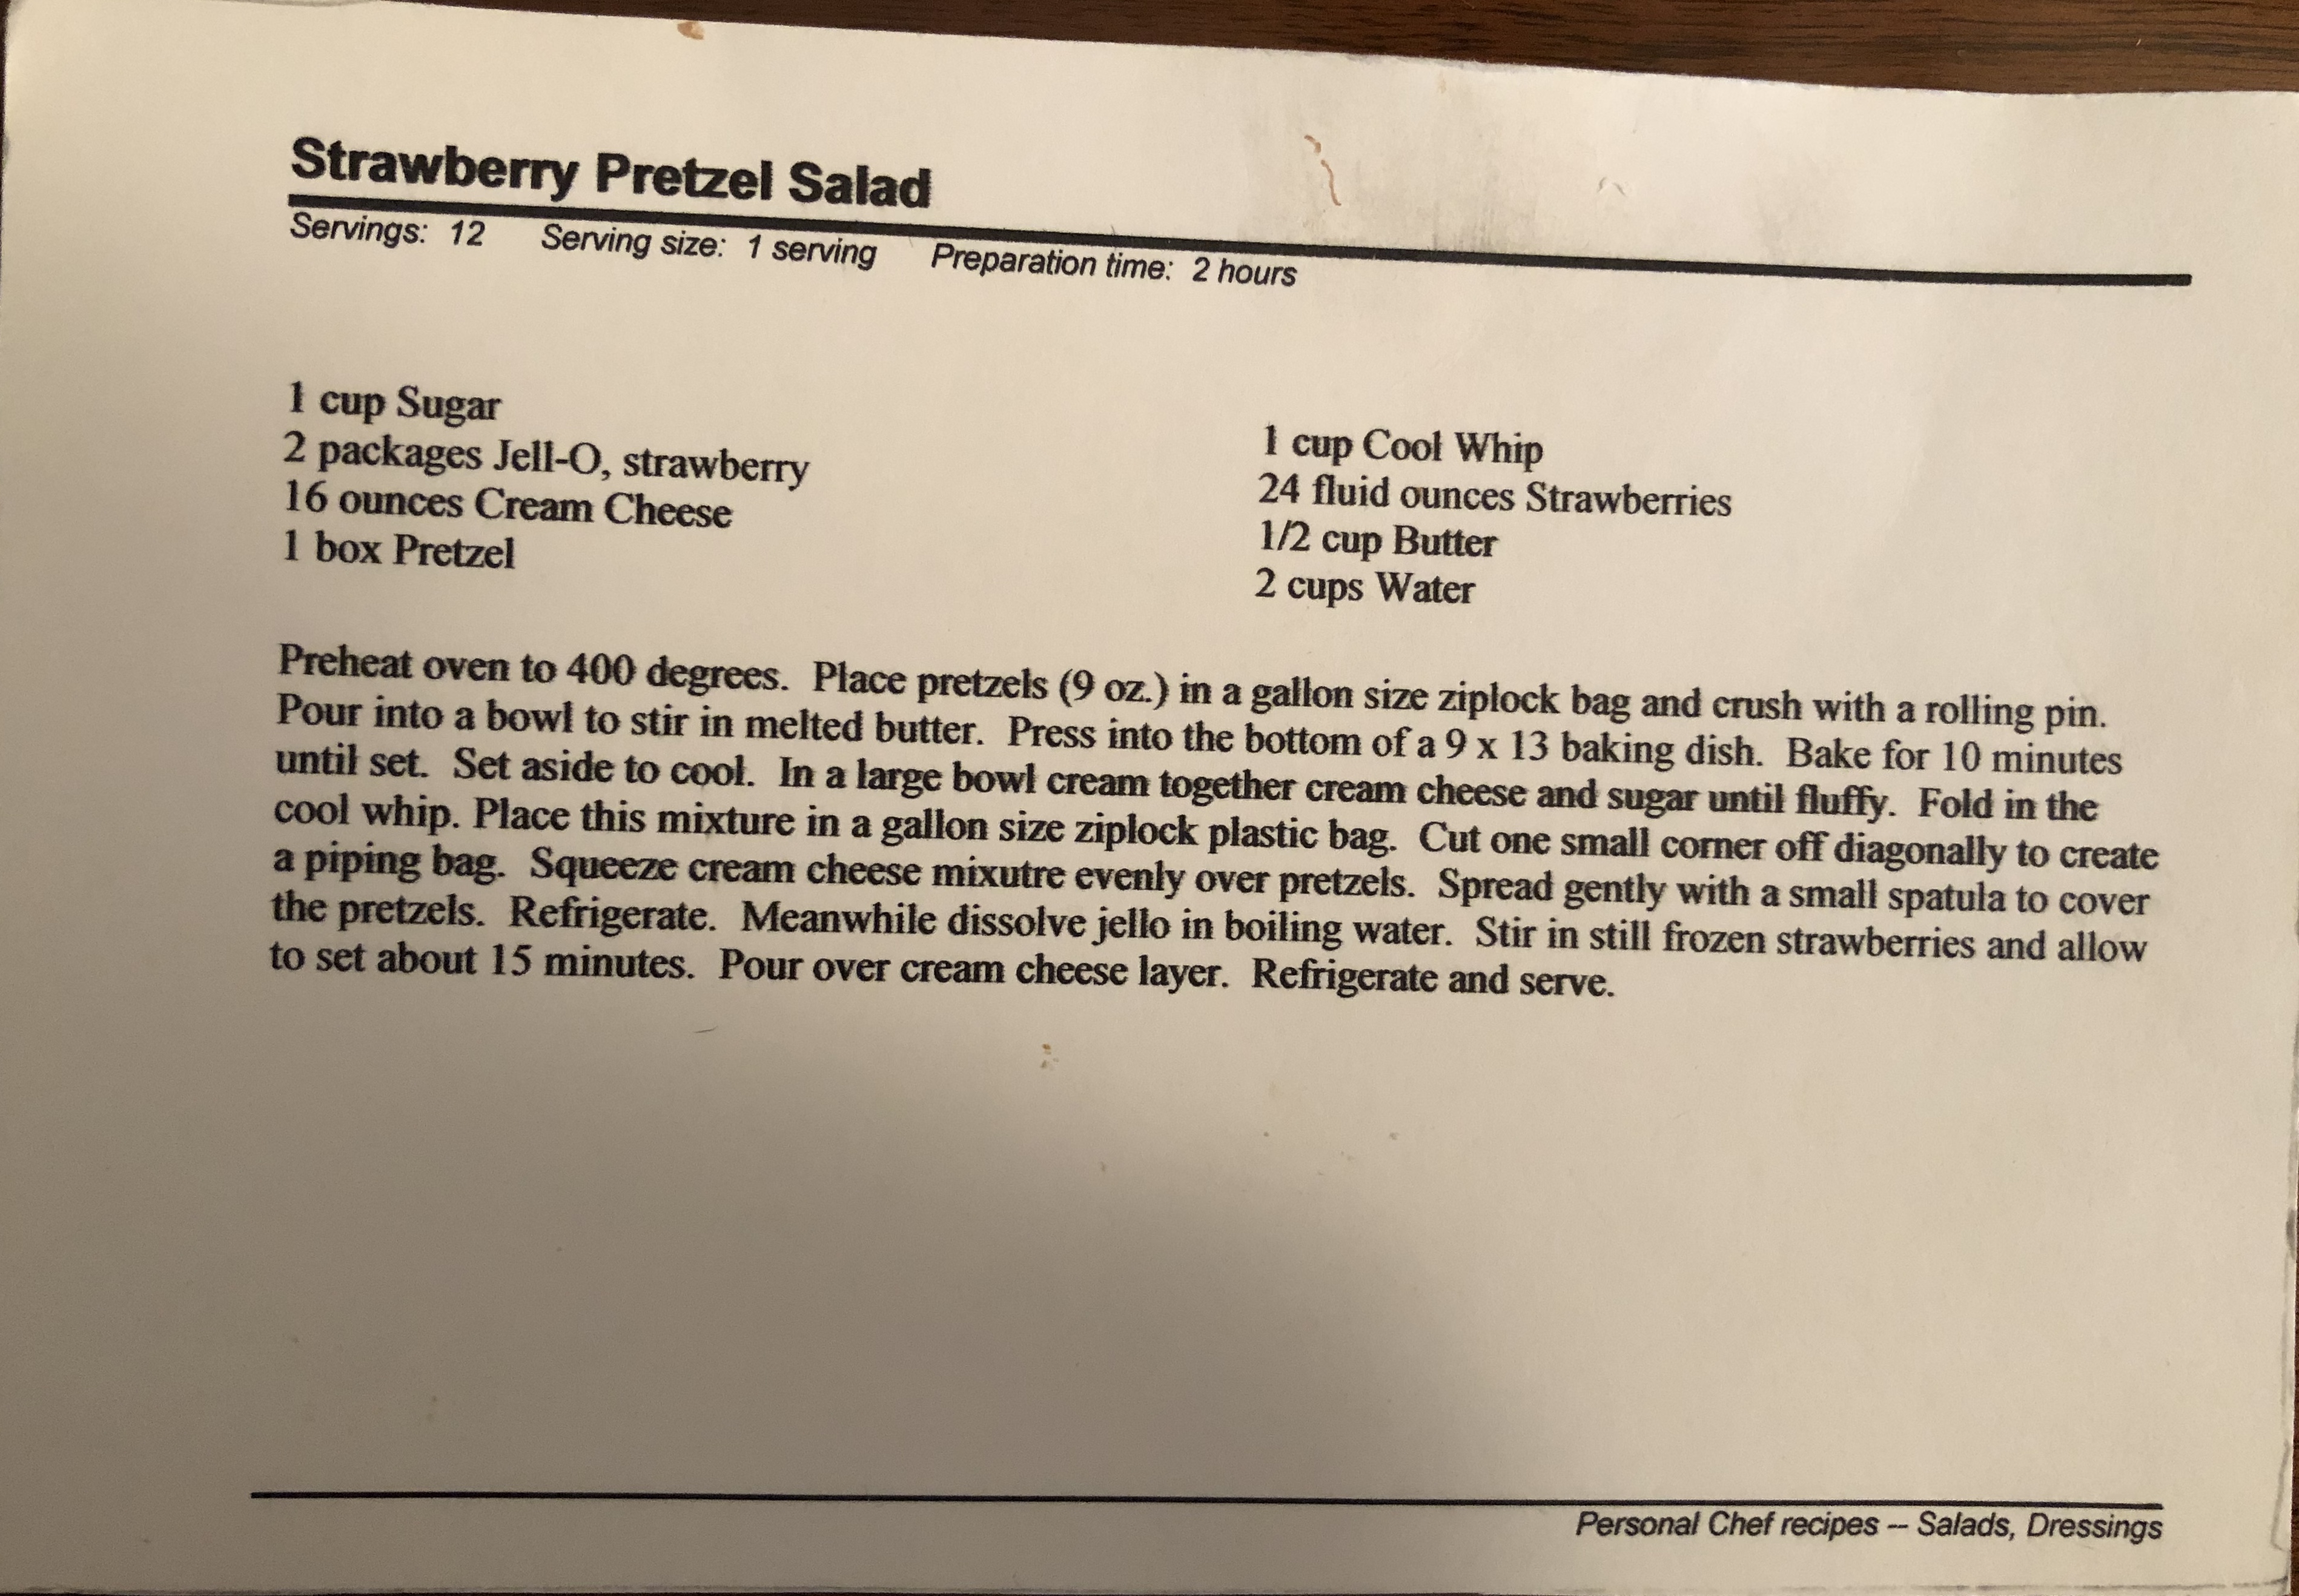 Strawberry Pretzel Salad
Servings: 12 Serving size: 1 serving Preparation time: 2 hours
1 cup Sugar
2 packages Jell-O, strawberry
16 ounces Cream Cheese
1 box Pretzel
1 cup Cool Whip
24 fluid ounces Strawberries
1/2 cup Butter
2 cups Water
Preheat oven to 400 degrees. Place pretzels (9 oz.) in a gallon size ziplock bag and crush with a rolling pin.
Pour into a bowl to stir in melted butter. Press into the bottom of a 9 x 13 baking dish. Bake for 10 minutes
until set. Set aside to cool. In a large bowl cream together cream cheese and sugar until fluffy. Fold in the
cool whip. Place this mixture in a gallon size ziplock plastic bag. Cut one small corner off diagonally to create
a piping bag. Squeeze cream cheese mixutre evenly over pretzels. Spread gently with a small spatula to cover
the pretzels. Refrigerate. Meanwhile dissolve jello in boiling water. Stir in still frozen strawberries and allow
to set about 15 minutes. Pour over cream cheese layer. Refrigerate and serve.
Personal Chef recipes -- Salads, Dressings